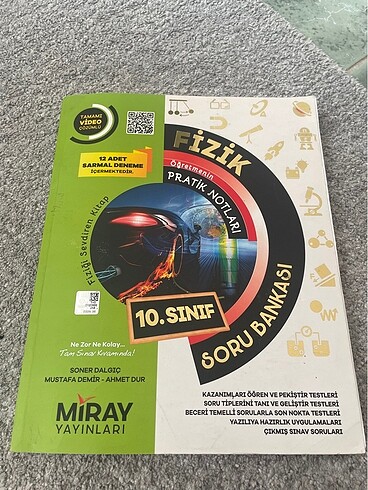 TAMAMI
VİDEO
ÇÖZÜMLÜ
12 ADET
SARMAL DENEME
İÇERMEKTEDİR.
FİZİK
Öğretmenin
PRATİK NOTLARI
Fiziği Sevdiren Kitap
10. SINIF
SORU BANKASI
Ne Zor Ne Kolay...
Tam Sınav Kıvamında!
SONER DALGIÇ
MUSTAFA DEMİR - AHMET DUR
MİRAY
YAYINLARI
KAZANIMLARI ÖĞREN VE PEKİŞTİR TESTLERİ
SORU TİPLERİNİ TANI VE GELİŞTİR TESTLERİ
BECERİ TEMELLİ SORULARLA SON NOKTA TESTLERİ
YAZILIYA HAZIRLIK UYGULAMALARI
ÇIKMIŞ SINAV SORULARI